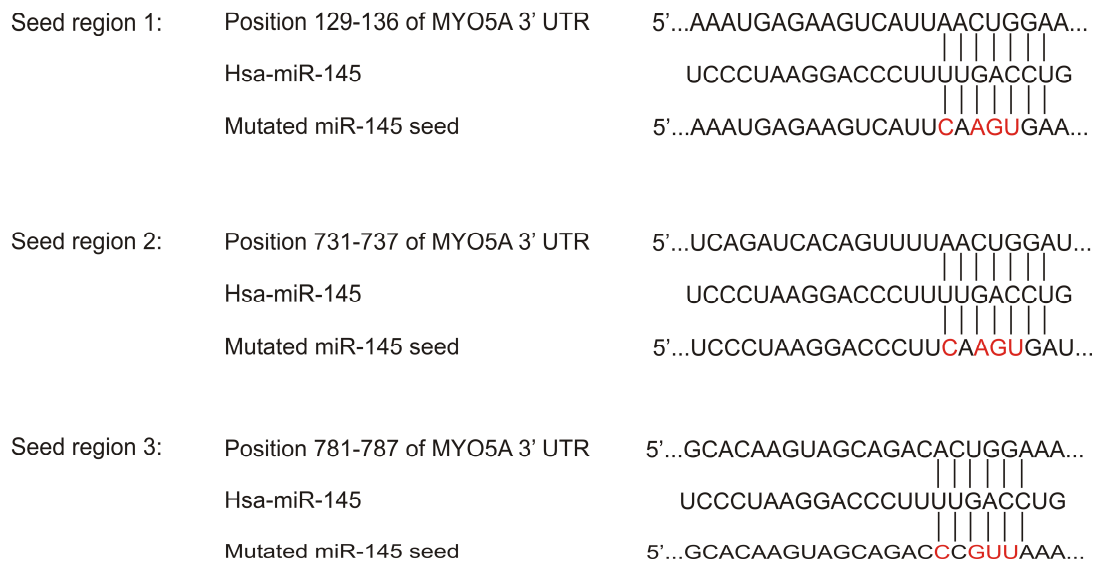 Seed region 1: Position 129-136 of MYO5A 3’ UTR 5’...AAAUGAGAAGUCAUUAACUGGAA...
Hsa-miR-145 UCCCUAAGGACCCUUUUGACCUG
Mutated miR-145 seed 5’...AAAUGAGAAGUCAUUCAAGUGAA...
Seed region 2: Position 731-737 of MYO5A 3’ UTR 5’...UCAGAUCACAGUUUUAACUGGAU...
Hsa-miR-145 UCCCUAAGGACCCUUUUGACCUG
Mutated miR-145 seed 5’...UCCCUAAGGACCCUUCAAGUGAU...
Seed region 3: Position 781-787 of MYO5A 3’ UTR 5’...GCACAAGUAGCAGACACUGGAAA...
Hsa-miR-145 UCCCUAAGGACCCUUUUGACCUG
Mutated miR-145 seed 5’...GCACAAGUAGCAGACCCGUUAAA...